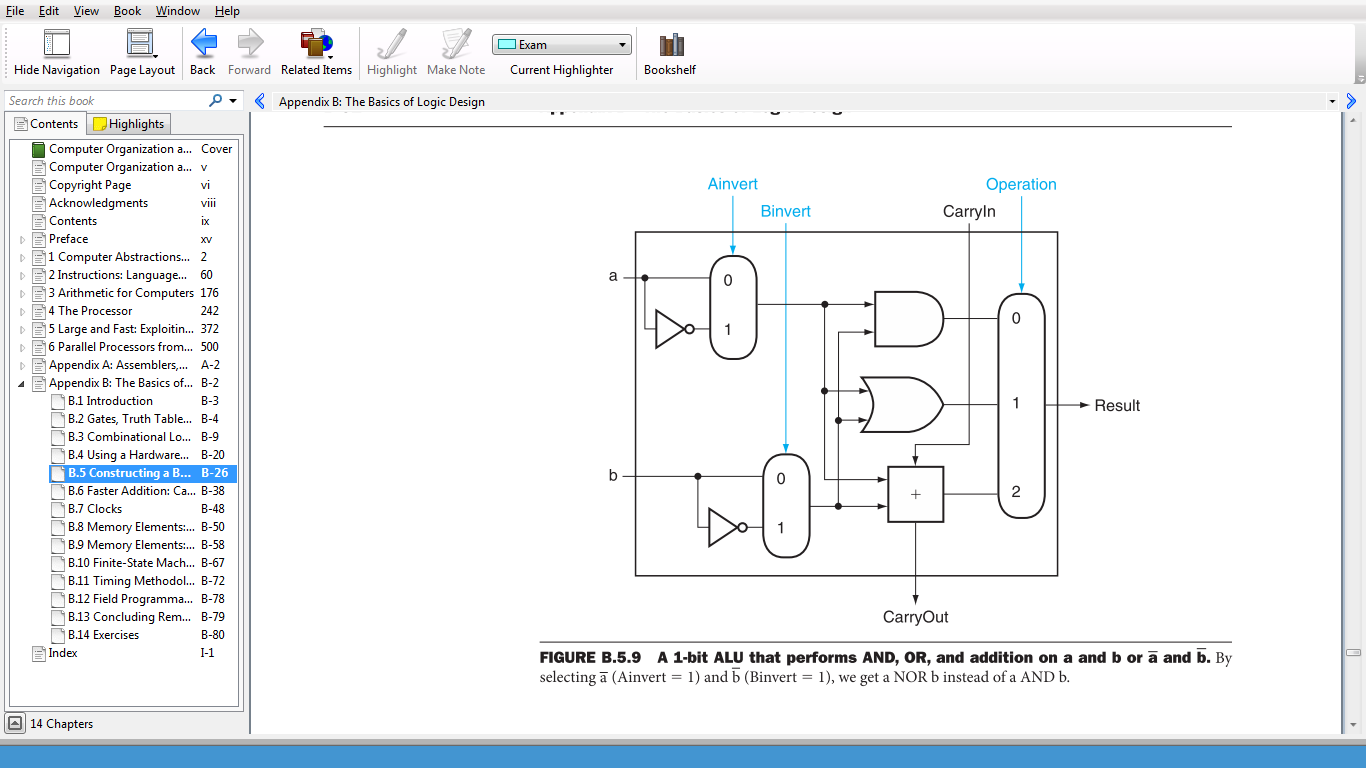 File Edit View Book Window Help
Hide Navigation Page Layout Back Forward Related Items Highlight Make Note Exam Current Highlighter Bookshelf
Search this book
Appendix B: The Basics of Logic Design
Contents Highlights
Computer Organization a... Cover
Computer Organization a... v
Copyright Page vi
Acknowledgments viii
Contents ix
Preface xv
1 Computer Abstractions... 2
2 Instructions: Language... 60
3 Arithmetic for Computers 176
4 The Processor 242
5 Large and Fast: Exploitin... 372
6 Parallel Processors from... 500
Appendix A: Assemblers,... A-2
Appendix B: The Basics of... B-2
B.1 Introduction B-3
B.2 Gates, Truth Table... B-4
B.3 Combinational Lo... B-9
B.4 Using a Hardware... B-20
B.5 Constructing a B... B-26
B.6 Faster Addition: Ca... B-38
B.7 Clocks B-48
B.8 Memory Elements:... B-50
B.9 Memory Elements:... B-58
B.10 Finite-State Mach... B-67
B.11 Timing Methodol... B-72
B.12 Field Programma... B-78
B.13 Concluding Rem... B-79
B.14 Exercises B-80
Index I-1
14 Chapters
Ainvert
Operation
Binvert
CarryIn
a
0
1
0
1
2
Result
b
0
1
+
CarryOut
FIGURE B.5.9 A 1-bit ALU that performs AND, OR, and addition on a and b or a̅ and b̅. By
selecting a̅ (Ainvert = 1) and b̅ (Binvert = 1), we get a NOR b instead of a AND b.